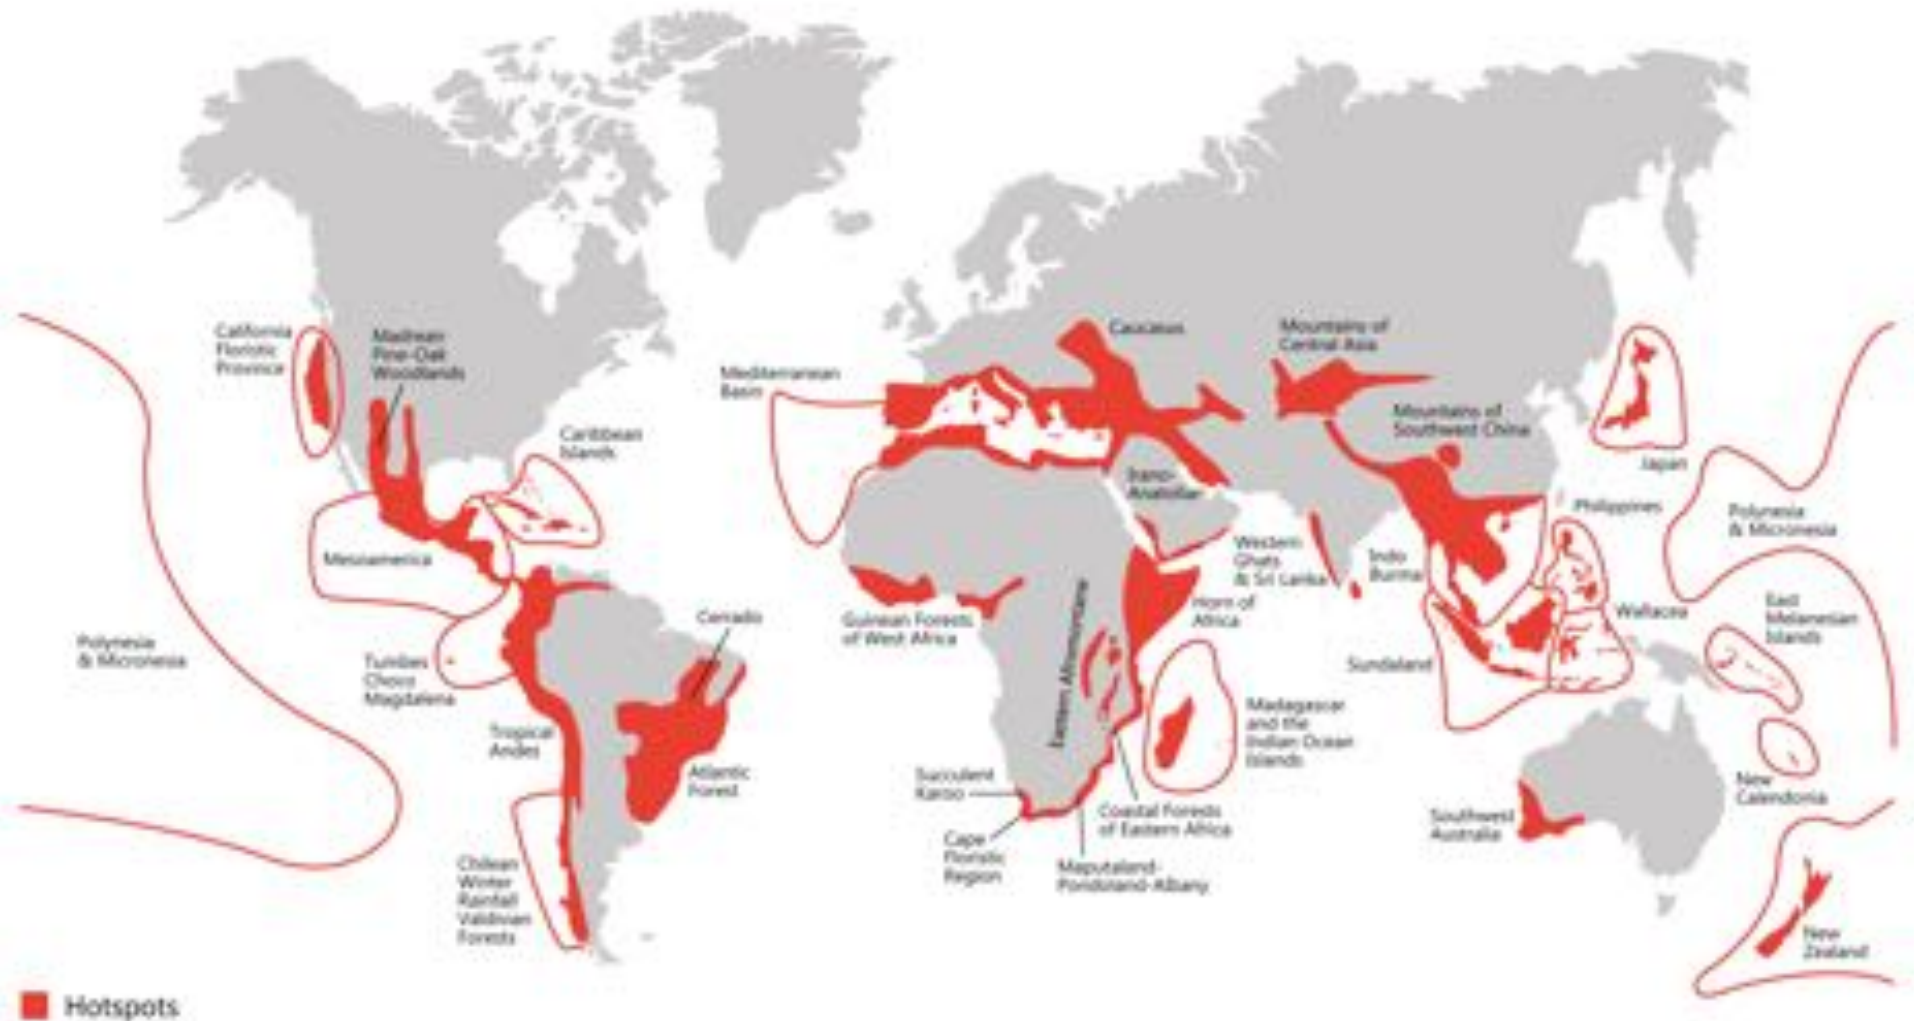 California
Floristic
Province
Madrean
Pine-Oak
Woodlands
Caribbean
Islands
Mesoamerica
Polynesia
& Micronesia
Tumbes
Choco
Magdalena
Cerrado
Tropical
Andes
Atlantic
Forest
Chilean
Winter
Rainfall
Valdivian
Forests
Mediterranean
Basin
Caucasus
Mountains of
Central Asia
Mountains of
Southwest China
Irano-
Anatolian
Japan
Philippines
Polynesia
& Micronesia
Western
Ghats
& Sri Lanka
Indo
Burma
Guinean Forests
of West Africa
Horn of
Africa
Eastern Afromontane
Wallacea
East
Melanesian
Islands
Sundaland
Madagascar
and the
Indian Ocean
Islands
Succulent
Karoo
Cape
Floristic
Region
Coastal Forests
of Eastern Africa
Maputaland-
Pondoland-Albany
Southwest
Australia
New
Calendonia
New
Zealand
Hotspots